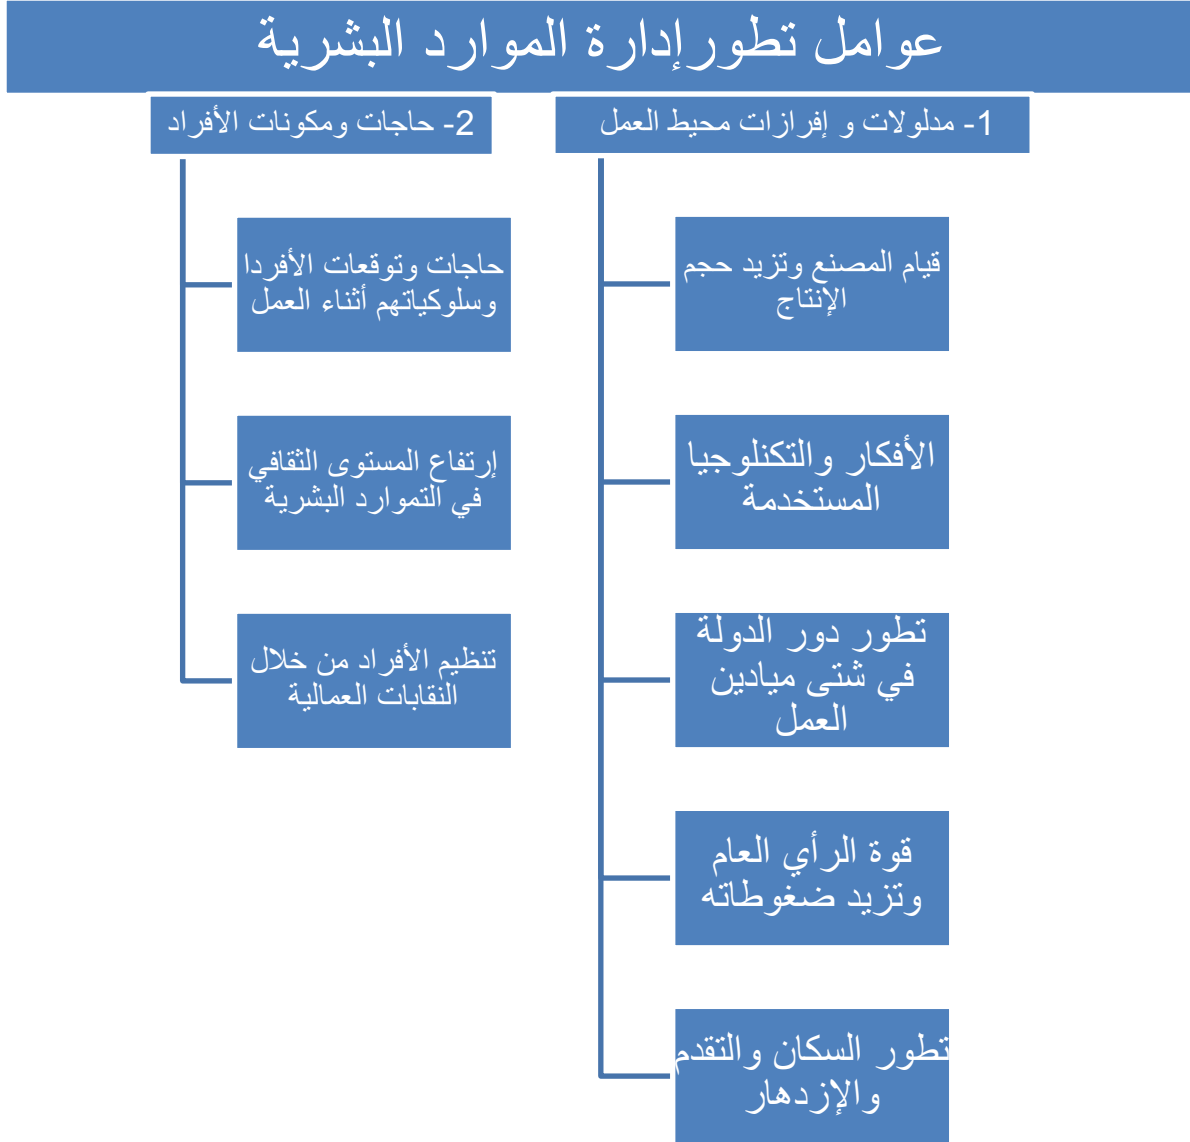 عوامل تطورإدارة الموارد البشرية
1- مدلولات و إفرازات محيط العمل
قيام المصنع وتزيد حجم
الإنتاج
الأفكار والتكنلوجيا
المستخدمة
تطور دور الدولة
في شتى ميادين
العمل
قوة الرأي العام
وتزيد ضغوطاته
تطور السكان والتقدم
والإزدهار
2- حاجات ومكونات الأفراد
حاجات وتوقعات الأفردا
وسلوكياتهم أثناء العمل
إرتفاع المستوى الثقافي
في التموارد البشرية
تنظيم الأفراد من خلال
النقابات العمالية